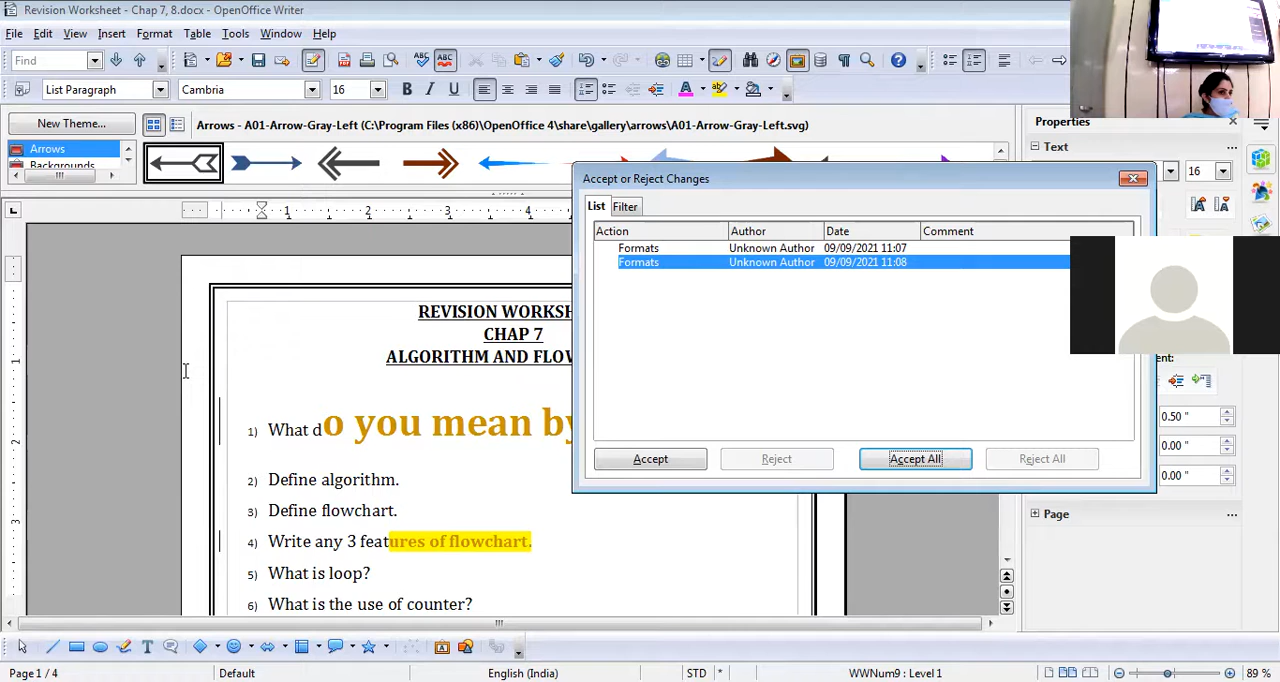 Revision Worksheet - Chap 7, 8.docx - OpenOffice Writer
File Edit View Insert Format Table Tools Window Help
Find
List Paragraph Cambria 16
New Theme... Arrows - A01-Arrow-Gray-Left (C:\Program Files (x86)\OpenOffice 4\share\gallery\arrows\A01-Arrow-Gray-Left.svg)
Arrows
Backgrounds
Properties
Text
16
Accept or Reject Changes
List Filter
Action Author Date Comment
Formats Unknown Author 09/09/2021 11:07
Formats Unknown Author 09/09/2021 11:08
Accept Reject Accept All Reject All
REVISION WORKSH
CHAP 7
ALGORITHM AND FLOW
1) What do you mean by
2) Define algorithm.
3) Define flowchart.
4) Write any 3 features of flowchart.
5) What is loop?
6) What is the use of counter?
ent:
0.50 "
0.00 "
0.00 "
Page
Page 1 / 4 Default English (India) STD * WWNum9 : Level 1 89 %